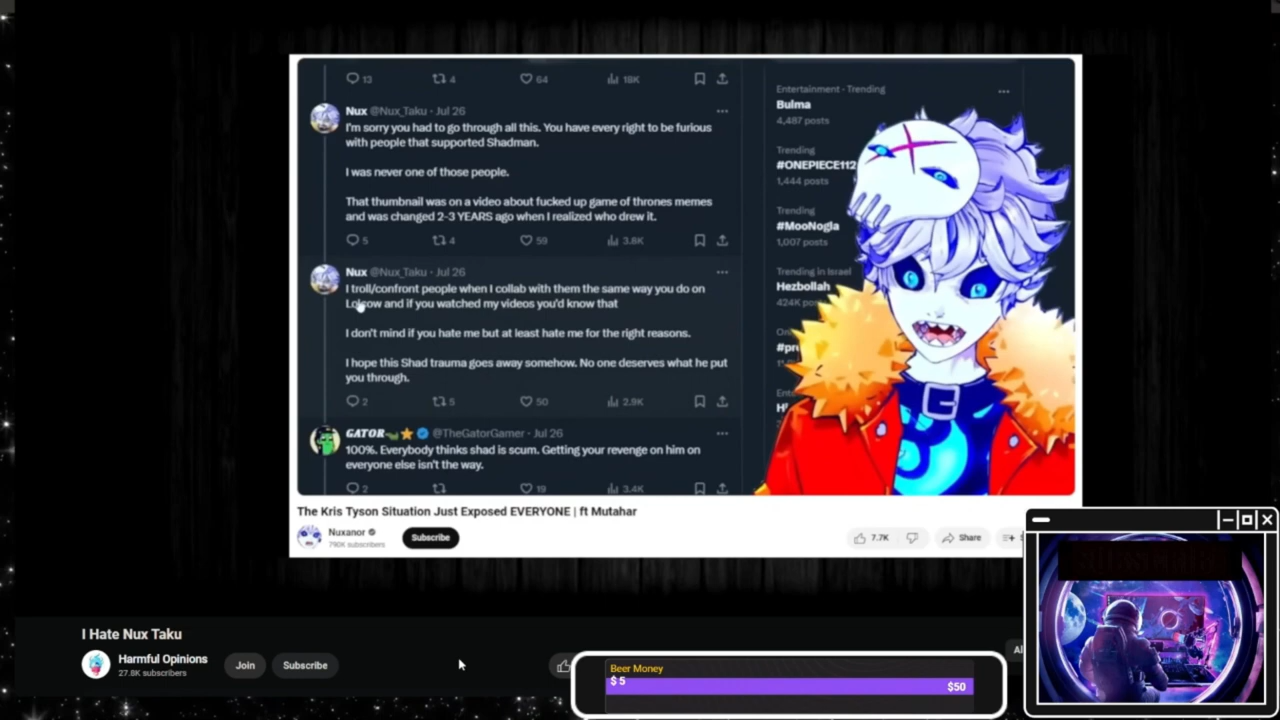 13 4 64 18K
Nux @Nux_Taku · Jul 26
I'm sorry you had to go through all this. You have every right to be furious
with people that supported Shadman.
I was never one of those people.
That thumbnail was on a video about fucked up game of thrones memes
and was changed 2-3 YEARS ago when I realized who drew it.
5 4 59 3.8K
Nux @Nux_Taku · Jul 26
I troll/confront people when I collab with them the same way you do on
Lolcow and if you watched my videos you'd know that
I don't mind if you hate me but at least hate me for the right reasons.
I hope this Shad trauma goes away somehow. No one deserves what he put
you through.
2 5 50 2.9K
GATOR @TheGatorGamer · Jul 26
100%. Everybody thinks shad is scum. Getting your revenge on him on
everyone else isn't the way.
2 19 3.4K
Entertainment · Trending
Bulma
4,487 posts
Trending
#ONEPIECE112
1,444 posts
Trending
#MooNogla
1,007 posts
Trending in Israel
Hezbollah
424K
The Kris Tyson Situation Just Exposed EVERYONE | ft Mutahar
Nuxanor
790K subscribers
Subscribe
7.7K
Share
I Hate Nux Taku
Harmful Opinions
27.8K subscribers
Join
Subscribe
Al
Beer Money
$ 5
$50